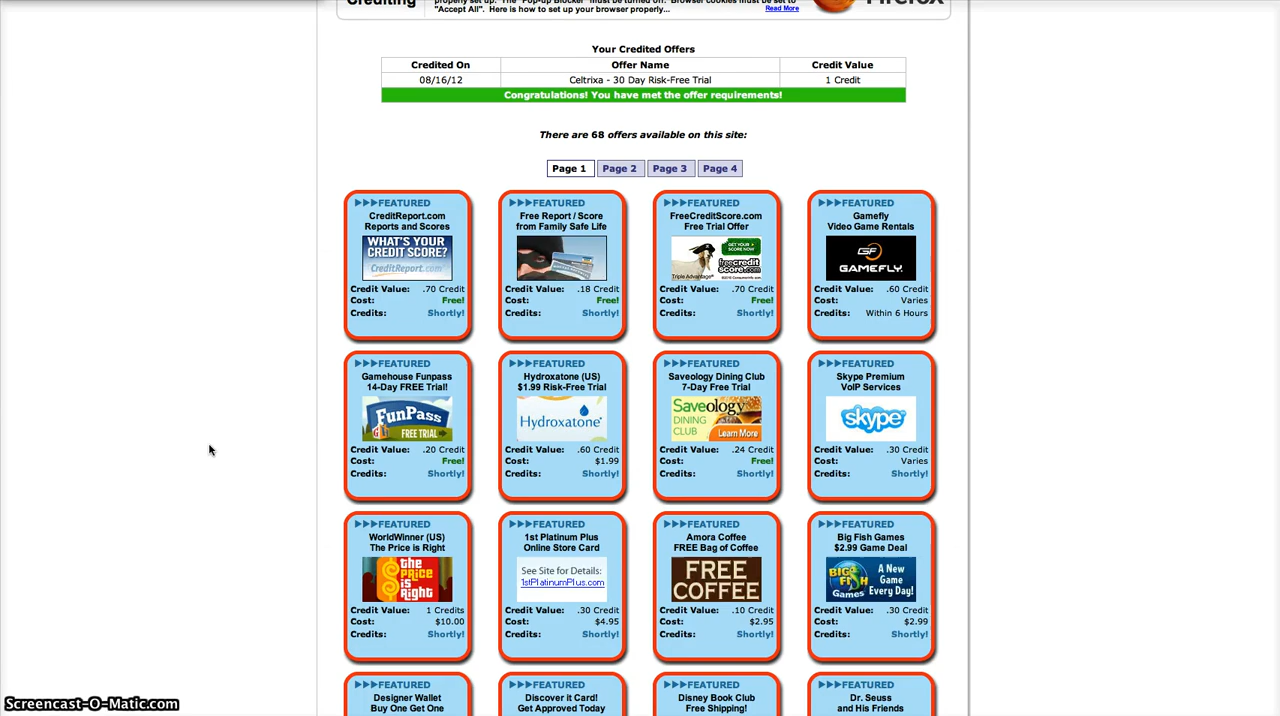 Crediting
properly set up. The "Pop-up Blocker" must be turned off. Browser cookies must be set to
"Accept All". Here is how to set up your browser properly... Read More
Firefox
Your Credited Offers
Credited On Offer Name Credit Value
08/16/12 Celtrixa - 30 Day Risk-Free Trial 1 Credit
Congratulations! You have met the offer requirements!
There are 68 offers available on this site:
Page 1 Page 2 Page 3 Page 4
>>>FEATURED
CreditReport.com
Reports and Scores
WHAT'S YOUR
CREDIT SCORE?
CreditReport.com
Credit Value: .70 Credit
Cost: Free!
Credits: Shortly!
>>>FEATURED
Free Report / Score
from Family Safe Life
Credit Value: .18 Credit
Cost: Free!
Credits: Shortly!
>>>FEATURED
FreeCreditScore.com
Free Trial Offer
GET YOUR
SCORE NOW
freecredit
score.com
Triple Advantage
Credit Value: .70 Credit
Cost: Free!
Credits: Shortly!
>>>FEATURED
Gamefly
Video Game Rentals
GF
GAMEFLY.
Credit Value: .60 Credit
Cost: Varies
Credits: Within 6 Hours
>>>FEATURED
Gamehouse Funpass
14-Day FREE Trial!
FunPass
FREE TRIAL
Credit Value: .20 Credit
Cost: Free!
Credits: Shortly!
>>>FEATURED
Hydroxatone (US)
$1.99 Risk-Free Trial
Hydroxatone
Credit Value: .60 Credit
Cost: $1.99
Credits: Shortly!
>>>FEATURED
Saveology Dining Club
7-Day Free Trial
Saveology
DINING
CLUB
Learn More
Credit Value: .24 Credit
Cost: Free!
Credits: Shortly!
>>>FEATURED
Skype Premium
VoIP Services
skype
Credit Value: .30 Credit
Cost: Varies
Credits: Shortly!
>>>FEATURED
WorldWinner (US)
The Price is Right
the
PRICE
is
RIGHT
Credit Value: 1 Credits
Cost: $10.00
Credits: Shortly!
>>>FEATURED
1st Platinum Plus
Online Store Card
See Site for Details:
1stPlatinumPlus.com
Credit Value: .30 Credit
Cost: $4.95
Credits: Shortly!
>>>FEATURED
Amora Coffee
FREE Bag of Coffee
FREE
COFFEE
Credit Value: .10 Credit
Cost: $2.95
Credits: Shortly!
>>>FEATURED
Big Fish Games
$2.99 Game Deal
BIG
FISH
Games
A New
Game
Every Day!
Credit Value: .30 Credit
Cost: $2.99
Credits: Shortly!
>>>FEATURED
Designer Wallet
Buy One Get One
>>>FEATURED
Discover it Card!
Get Approved Today
>>>FEATURED
Disney Book Club
Free Shipping!
>>>FEATURED
Dr. Seuss
and His Friends
Screencast-O-Matic.com